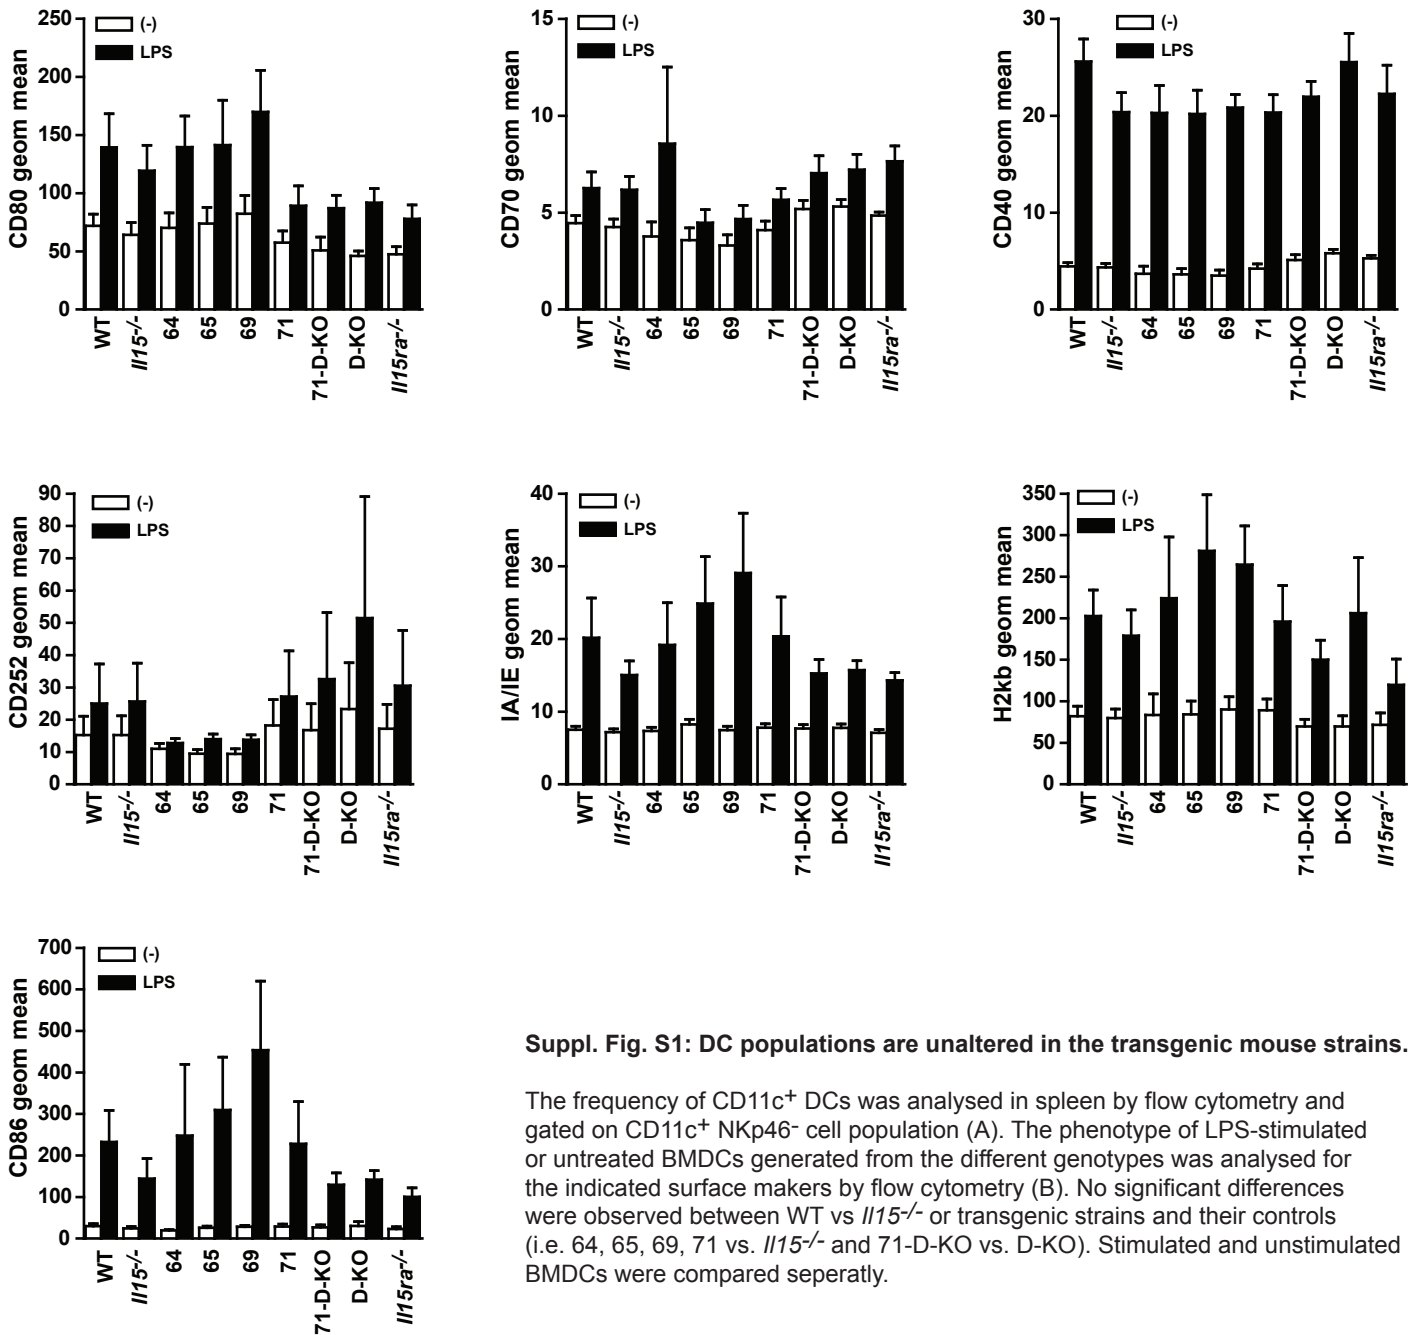 250
200
150
100
50
0
CD80 geom mean
(-)
LPS
WT
Il15-/-
64
65
69
71
71-D-KO
D-KO
Il15ra-/-
15
10
5
0
CD70 geom mean
(-)
LPS
WT
Il15-/-
64
65
69
71
71-D-KO
D-KO
Il15ra-/-
30
20
10
0
CD40 geom mean
(-)
LPS
WT
Il15-/-
64
65
69
71
71-D-KO
D-KO
Il15ra-/-
90
80
70
60
50
40
30
20
10
0
CD252 geom mean
(-)
LPS
WT
Il15-/-
64
65
69
71
71-D-KO
D-KO
Il15ra-/-
40
30
20
10
0
IA/IE geom mean
(-)
LPS
WT
Il15-/-
64
65
69
71
71-D-KO
D-KO
Il15ra-/-
350
300
250
200
150
100
50
0
H2kb geom mean
(-)
LPS
WT
Il15-/-
64
65
69
71
71-D-KO
D-KO
Il15ra-/-
700
600
500
400
300
200
100
0
CD86 geom mean
(-)
LPS
WT
Il15-/-
64
65
69
71
71-D-KO
D-KO
Il15ra-/-
Suppl. Fig. S1: DC populations are unaltered in the transgenic mouse strains.
The frequency of CD11c+ DCs was analysed in spleen by flow cytometry and
gated on CD11c+ NKp46- cell population (A). The phenotype of LPS-stimulated
or untreated BMDCs generated from the different genotypes was analysed for
the indicated surface makers by flow cytometry (B). No significant differences
were observed between WT vs Il15-/- or transgenic strains and their controls
(i.e. 64, 65, 69, 71 vs. Il15-/- and 71-D-KO vs. D-KO). Stimulated and unstimulated
BMDCs were compared seperatly.